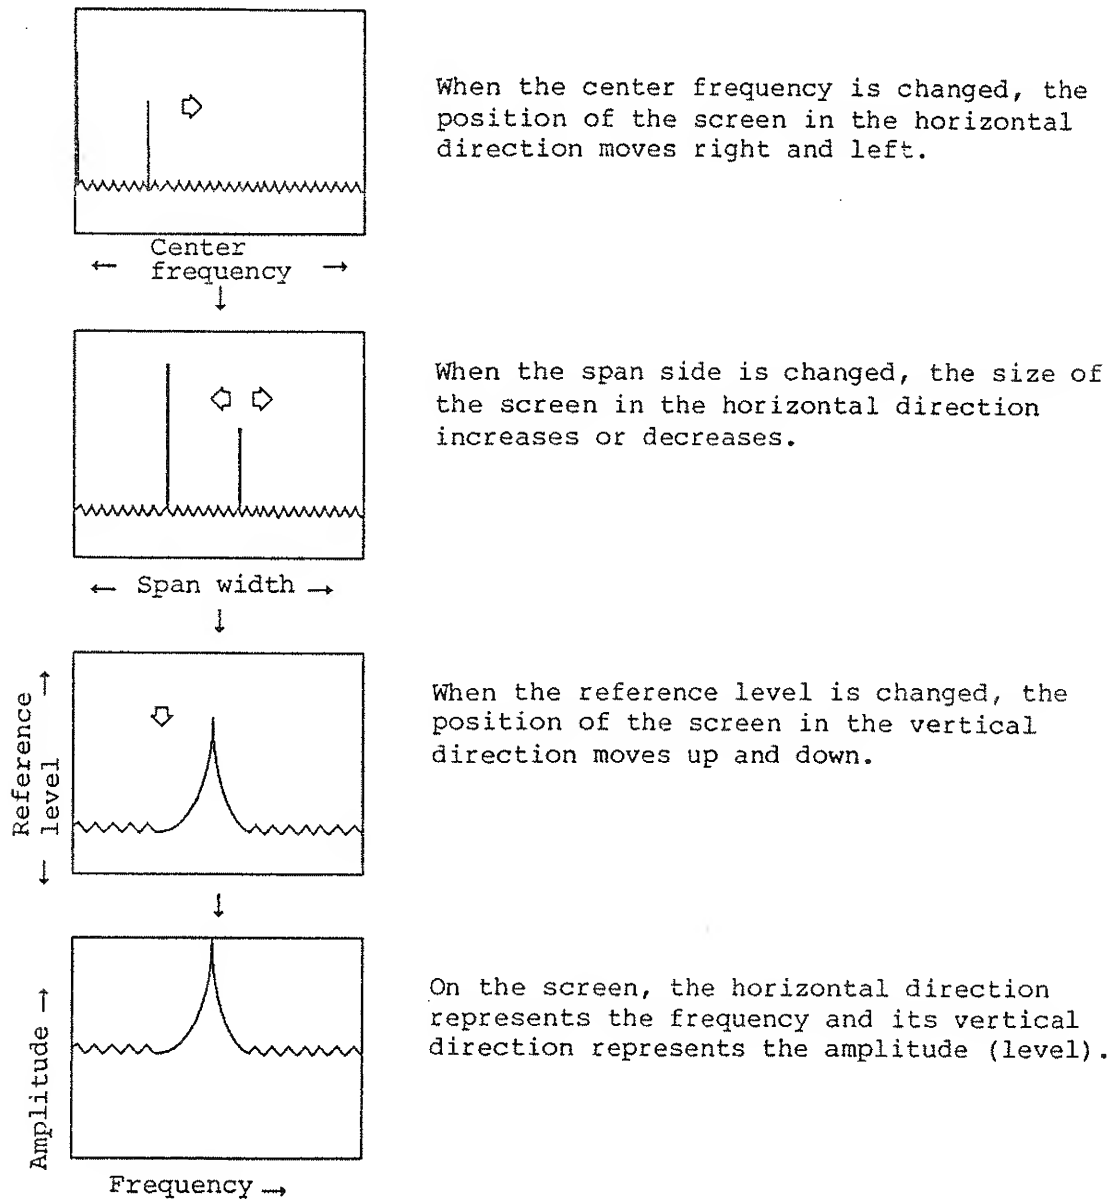 When the center frequency is changed, the
position of the screen in the horizontal
direction moves right and left.
← Center
frequency →
↓
When the span side is changed, the size of
the screen in the horizontal direction
increases or decreases.
← Span width →
↓
← Reference →
level
When the reference level is changed, the
position of the screen in the vertical
direction moves up and down.
↓
Amplitude →
On the screen, the horizontal direction
represents the frequency and its vertical
direction represents the amplitude (level).
Frequency →